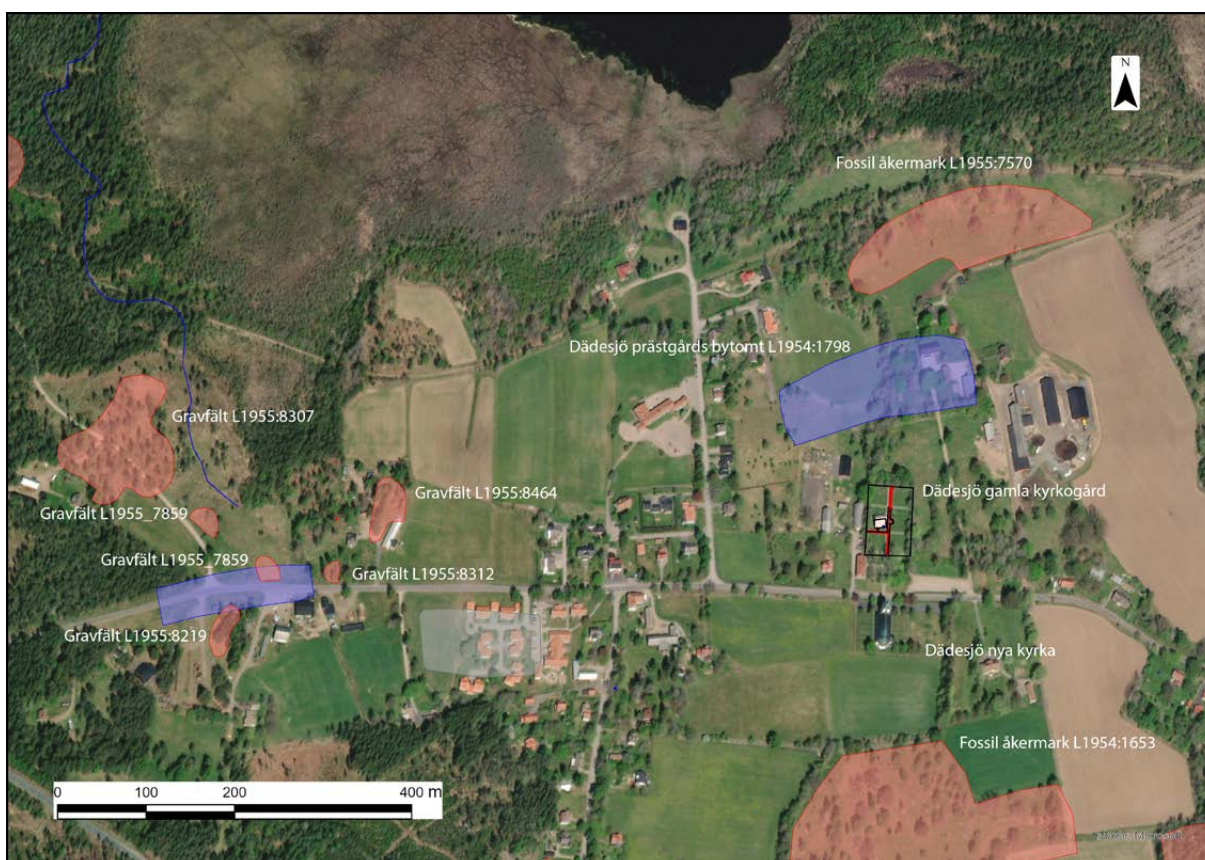 N
Fossil åkermark L1955:7570
Dädesjö prästgårds bytomt L1954:1798
Gravfält L1955:8307
Gravfält L1955:8464
Dädesjö gamla kyrkogård
Gravfält L1955_7859
Gravfält L1955_7859
Gravfält L1955:8312
Gravfält L1955:8219
Dädesjö nya kyrka
Fossil åkermark L1954:1653
0 100 200 400 m